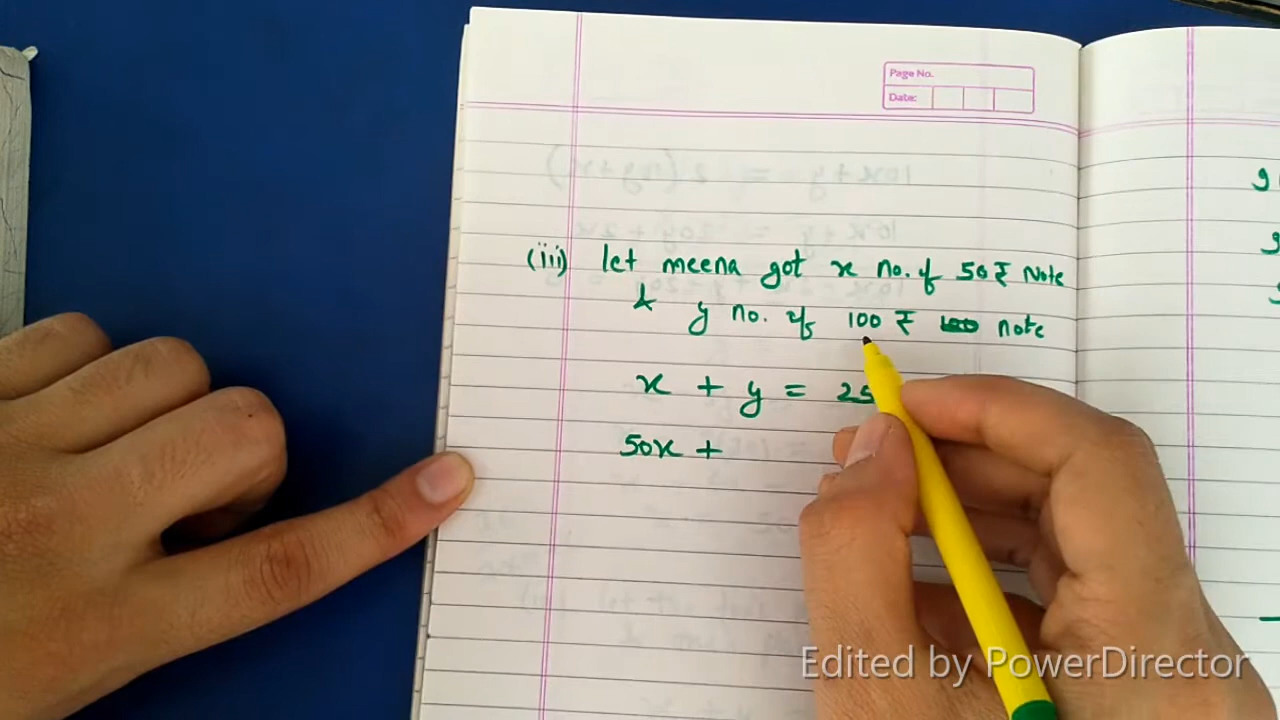 Page No.
Date:
(iii) let meena got x no. of 50 ₹ Note
& y no. of 100 ₹ note
x + y = 25
50x +
Edited by PowerDirector